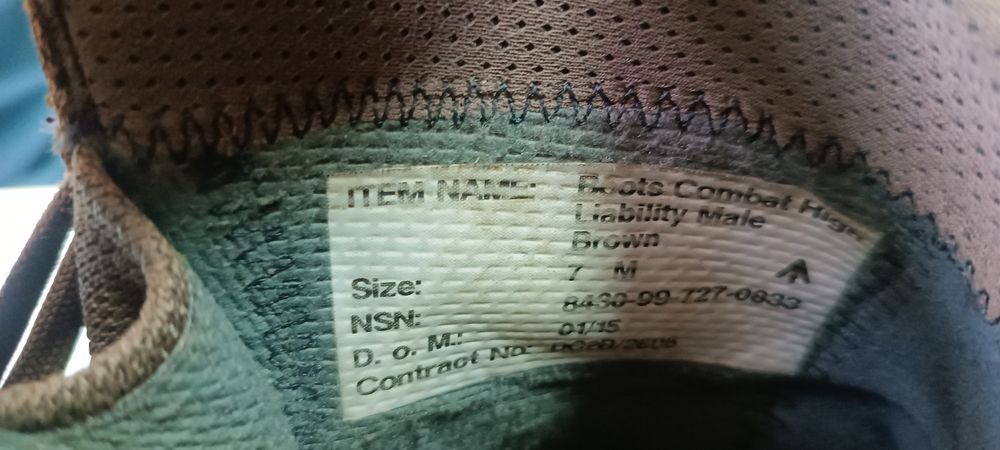 ITEM NAME: Boots Combat High
Liability Male
Brown
Size: 7 M
NSN: 8430-99-727-0833
D. o. M.: 01/15
Contract No: